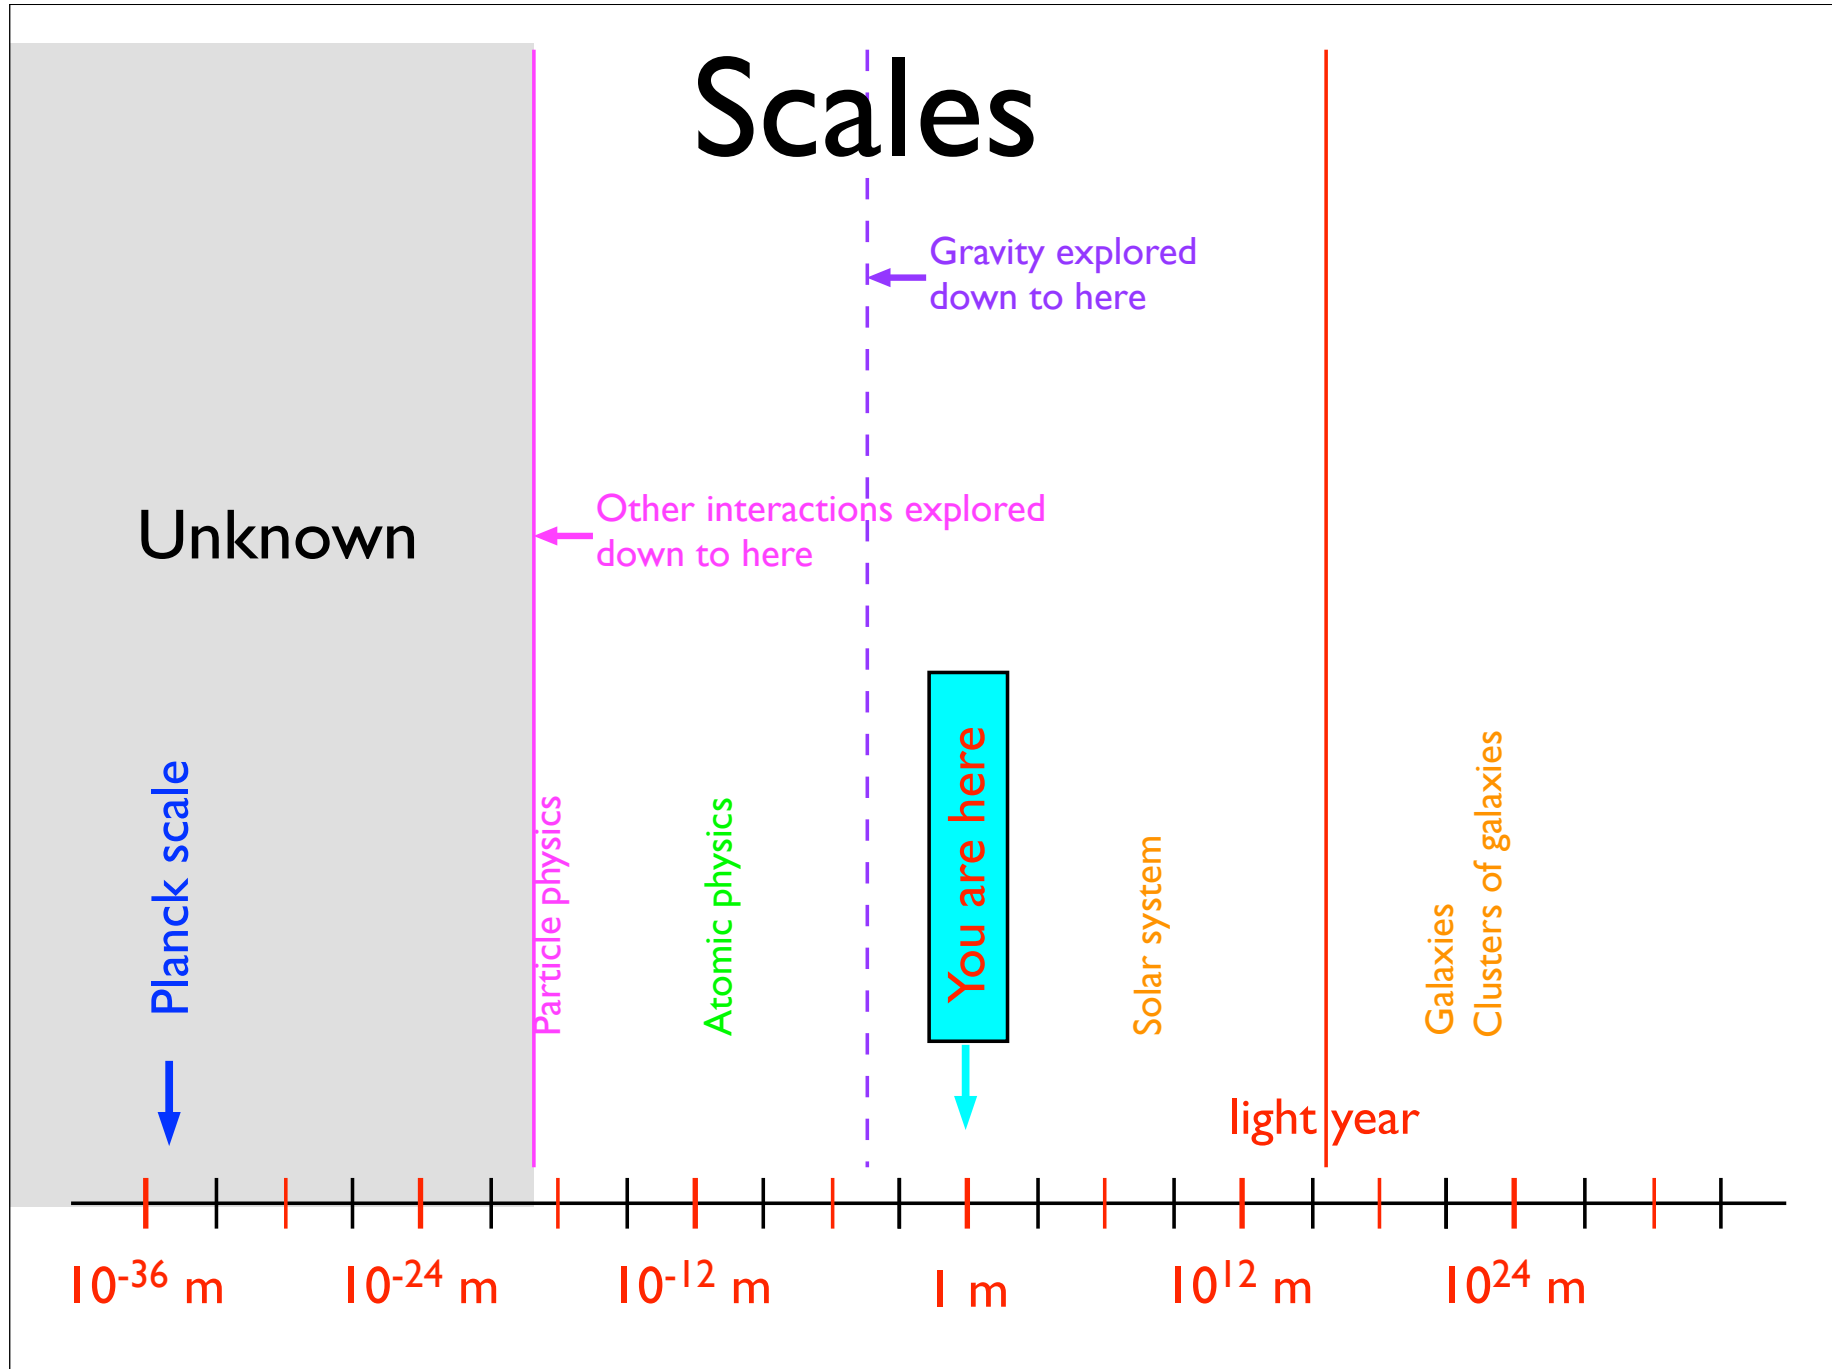 Scales
Gravity explored
down to here
Other interactions explored
down to here
Unknown
Planck scale
Particle physics
Atomic physics
You are here
Solar system
Galaxies
Clusters of galaxies
light year
10⁻³⁶ m
10⁻²⁴ m
10⁻¹² m
1 m
10¹² m
10²⁴ m